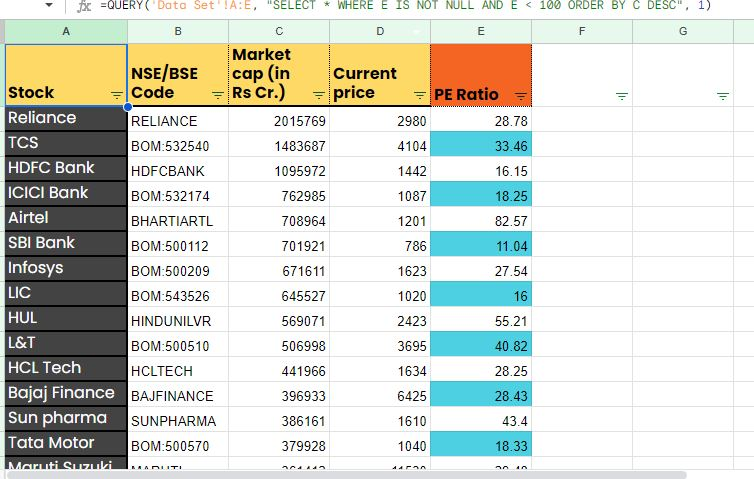 fx =QUERY('Data Set'!A:E, "SELECT * WHERE E IS NOT NULL AND E < 100 ORDER BY C DESC", 1)
A B C D E F G
Stock NSE/BSE Code Market cap (in Rs Cr.) Current price PE Ratio
Reliance RELIANCE 2015769 2980 28.78
TCS BOM:532540 1483687 4104 33.46
HDFC Bank HDFCBANK 1095972 1442 16.15
ICICI Bank BOM:532174 762985 1087 18.25
Airtel BHARTIARTL 708964 1201 82.57
SBI Bank BOM:500112 701921 786 11.04
Infosys BOM:500209 671611 1623 27.54
LIC BOM:543526 645527 1020 16
HUL HINDUNILVR 569071 2423 55.21
L&T BOM:500510 506998 3695 40.82
HCL Tech HCLTECH 441966 1634 28.25
Bajaj Finance BAJFINANCE 396933 6425 28.43
Sun pharma SUNPHARMA 386161 1610 43.4
Tata Motor BOM:500570 379928 1040 18.33
Maruti Suzuki MARUTI